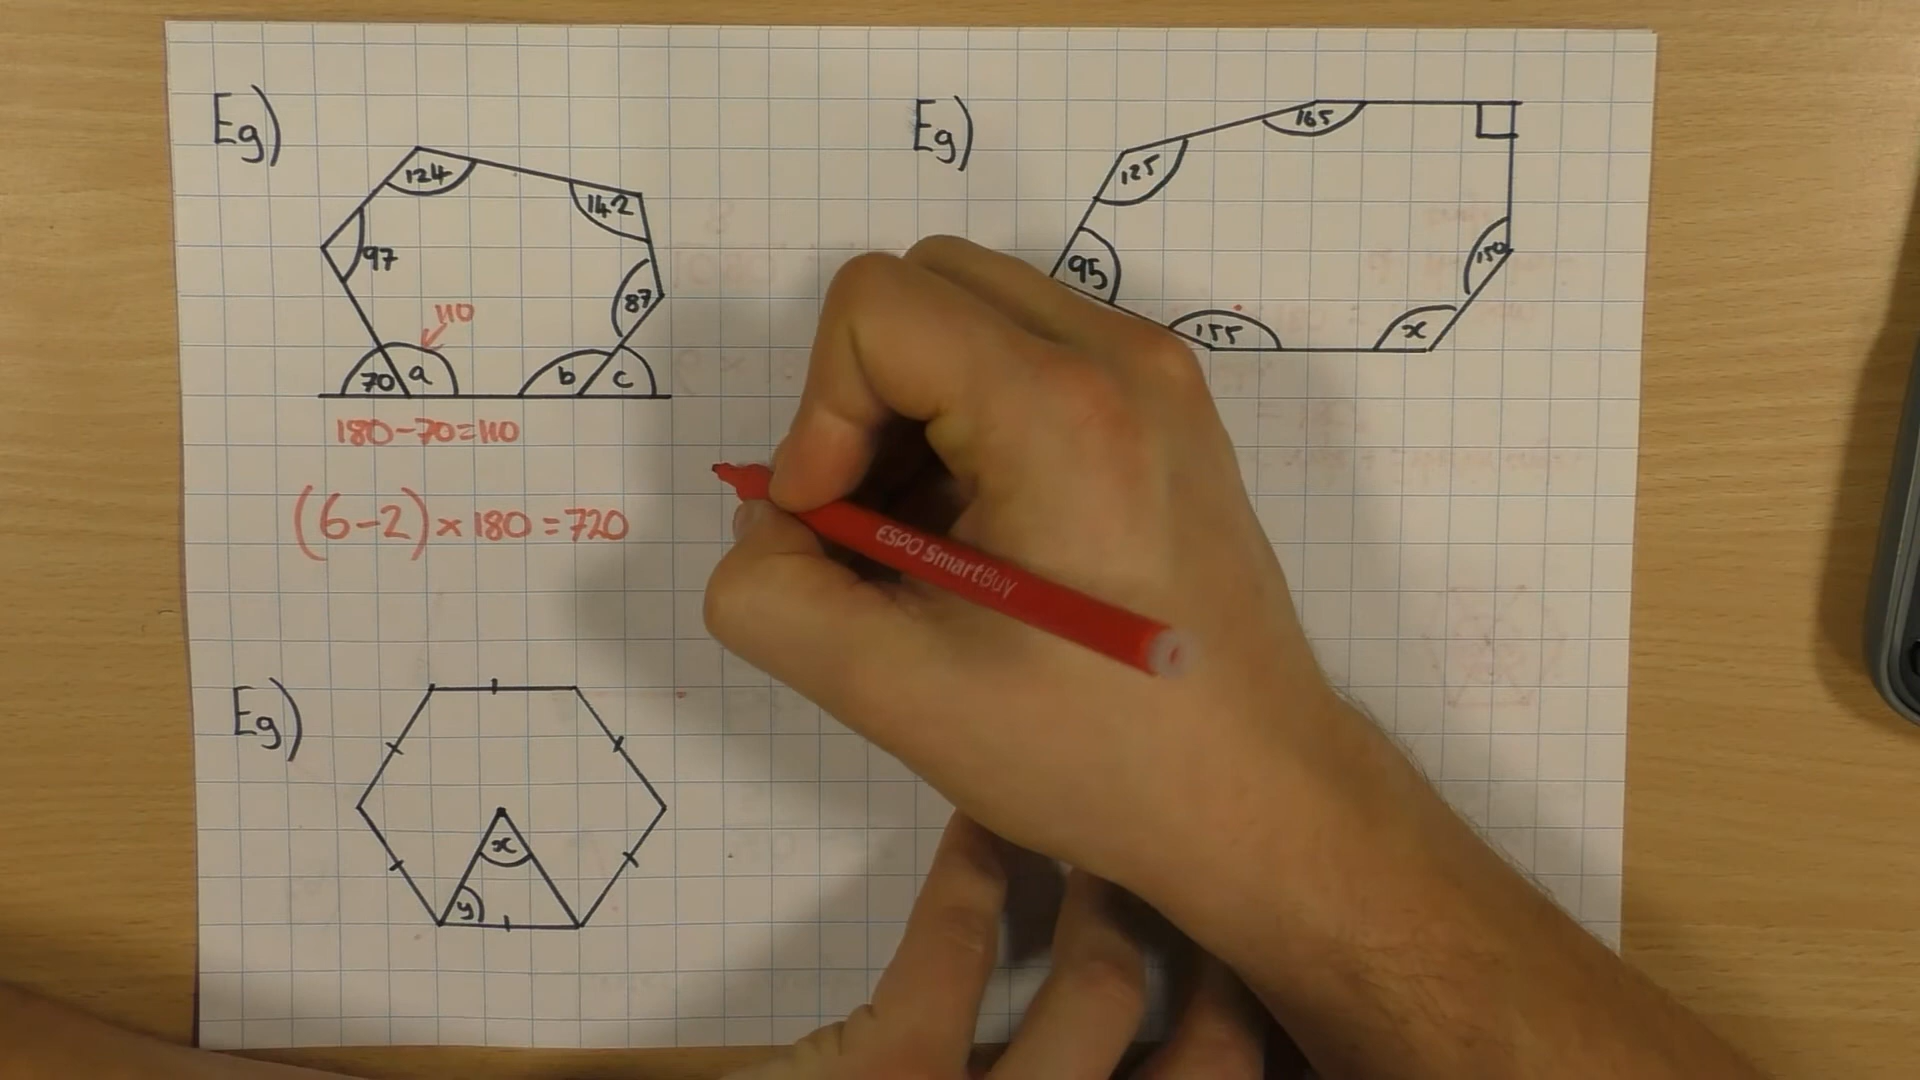 Eg)
124
142
97
87
110
70 a b c
180-70=110
(6-2)×180=720
Eg)
165
125
150
95
155
x
ESPO SmartBuy
Eg)
x
y